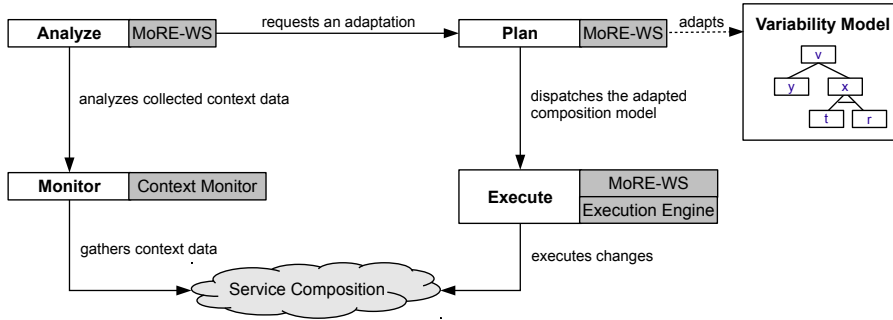 Analyze MoRE-WS
requests an adaptation
Plan MoRE-WS
adapts
Variability Model
v
y x
t r
analyzes collected context data
dispatches the adapted
composition model
Monitor Context Monitor
Execute MoRE-WS
Execution Engine
gathers context data
executes changes
Service Composition